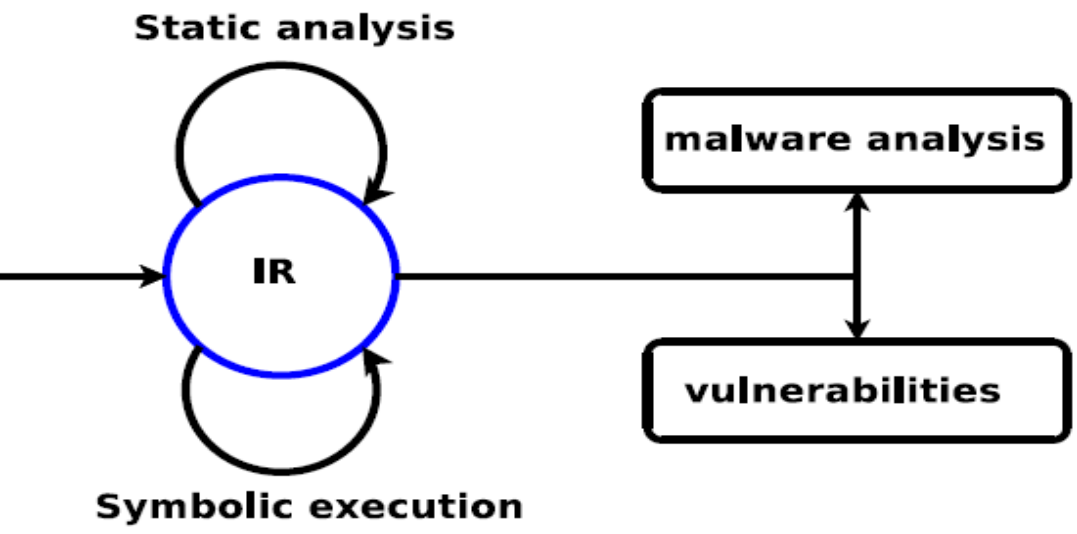 Static analysis
malware analysis
IR
vulnerabilities
Symbolic execution